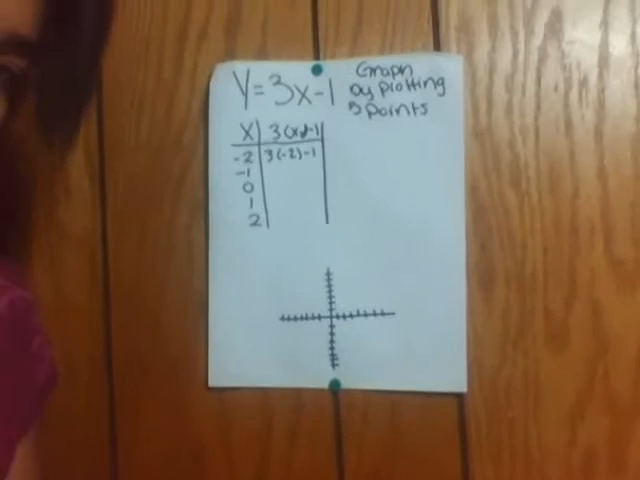 y=3x-1
Graph
by plotting
5 points
x 3(x)-1
-2 3(-2)-1
-1
0
1
2